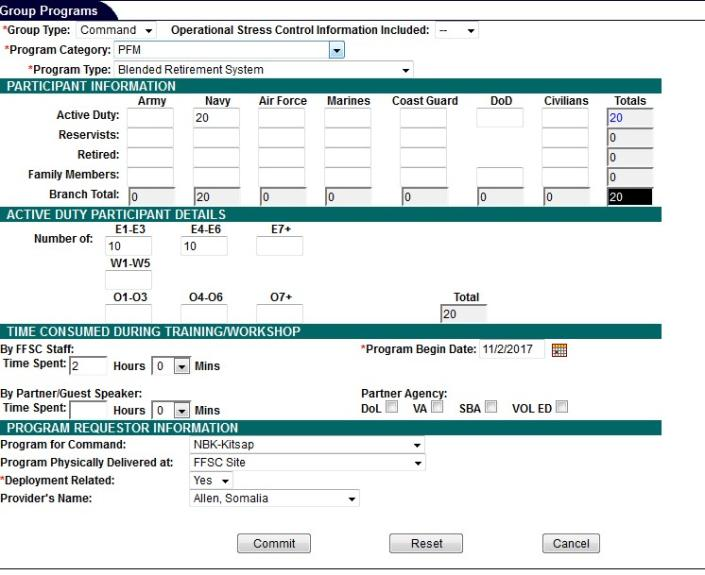 Group Programs
*Group Type: Command Operational Stress Control Information Included: --
*Program Category: PFM
*Program Type: Blended Retirement System
PARTICIPANT INFORMATION
Army Navy Air Force Marines Coast Guard DoD Civilians Totals
Active Duty: 20 20
Reservists: 0
Retired: 0
Family Members: 0
Branch Total: 0 20 0 0 0 0 0 20
ACTIVE DUTY PARTICIPANT DETAILS
E1-E3 E4-E6 E7+
Number of: 10 10
W1-W5
O1-O3 O4-O6 O7+ Total
20
TIME CONSUMED DURING TRAINING/WORKSHOP
By FFSC Staff: *Program Begin Date: 11/2/2017
Time Spent: 2 Hours 0 Mins
By Partner/Guest Speaker: Partner Agency:
Time Spent: Hours 0 Mins DoL VA SBA VOL ED
PROGRAM REQUESTOR INFORMATION
Program for Command: NBK-Kitsap
Program Physically Delivered at: FFSC Site
*Deployment Related: Yes
Provider's Name: Allen, Somalia
Commit Reset Cancel